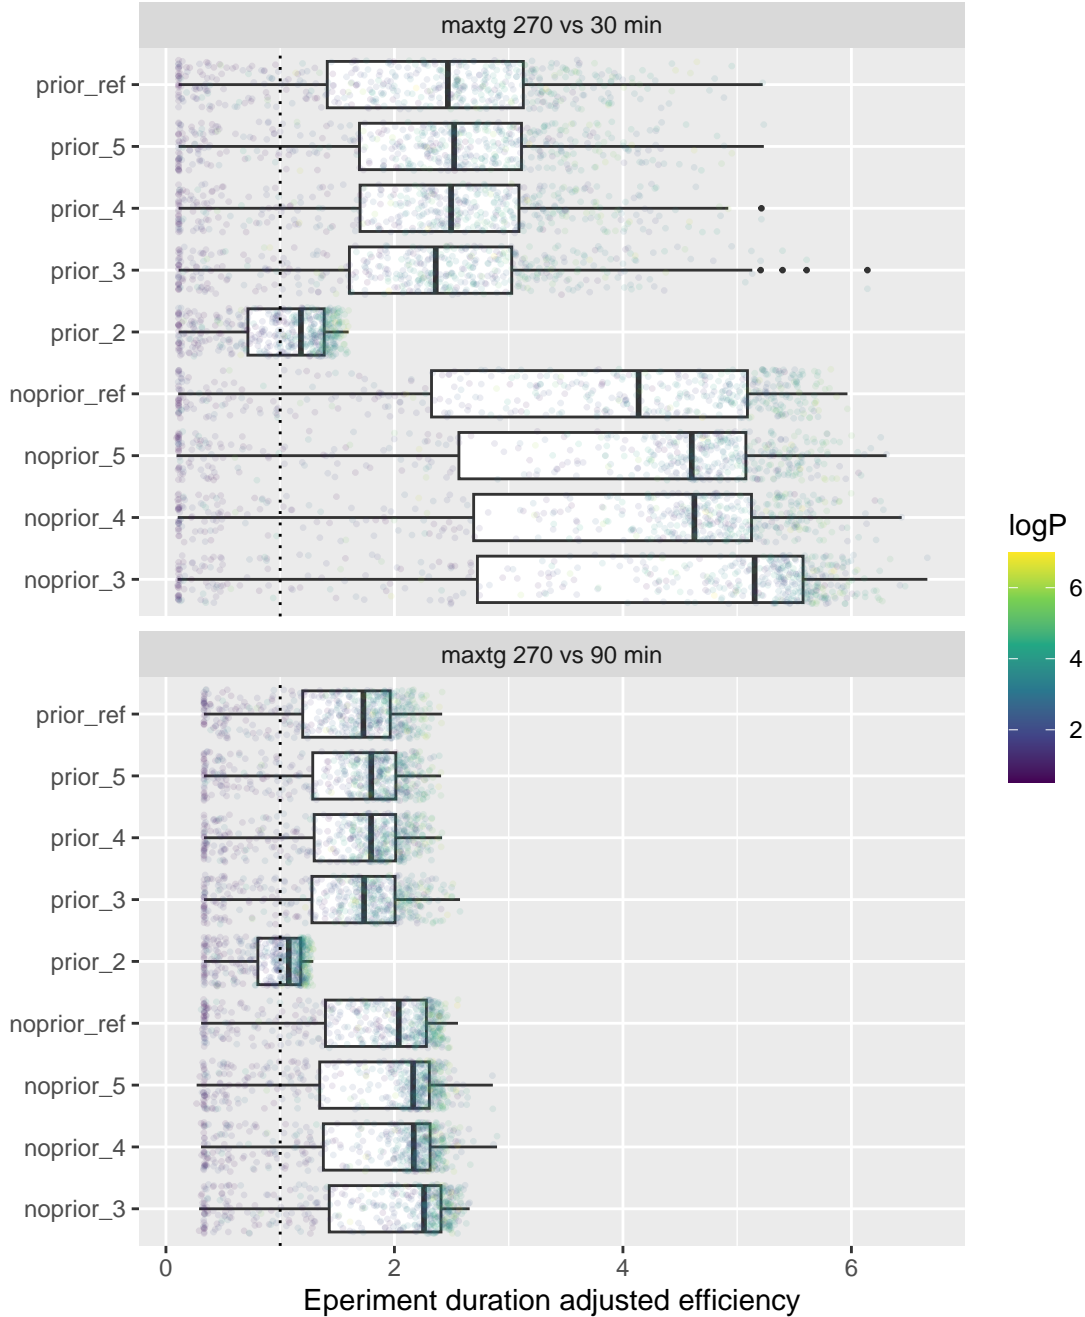 maxtg 270 vs 30 min
prior_ref
prior_5
prior_4
prior_3
prior_2
noprior_ref
noprior_5
noprior_4
noprior_3
maxtg 270 vs 90 min
prior_ref
prior_5
prior_4
prior_3
prior_2
noprior_ref
noprior_5
noprior_4
noprior_3
0 2 4 6
Eperiment duration adjusted efficiency
logP
6
4
2